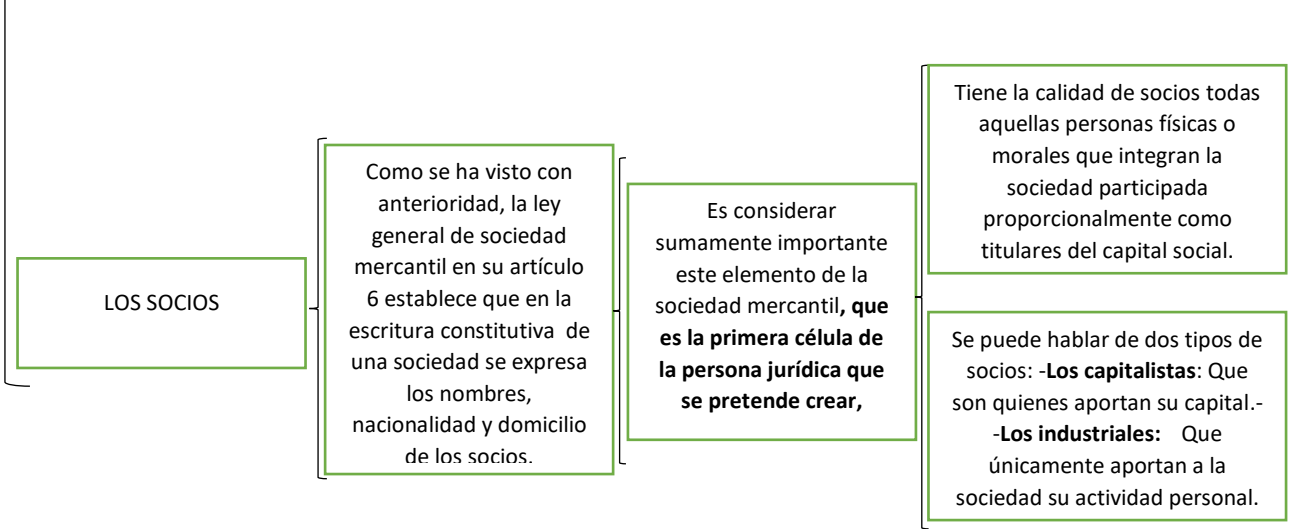 LOS SOCIOS
Como se ha visto con
anterioridad, la ley
general de sociedad
mercantil en su artículo
6 establece que en la
escritura constitutiva  de
una sociedad se expresa
los nombres,
nacionalidad y domicilio
de los socios.
Es considerar
sumamente importante
este elemento de la
sociedad mercantil, que
es la primera célula de
la persona jurídica que
se pretende crear,
Tiene la calidad de socios todas
aquellas personas físicas o
morales que integran la
sociedad participada
proporcionalmente como
titulares del capital social.
Se puede hablar de dos tipos de
socios: -Los capitalistas: Que
son quienes aportan su capital.-
-Los industriales:    Que
únicamente aportan a la
sociedad su actividad personal.